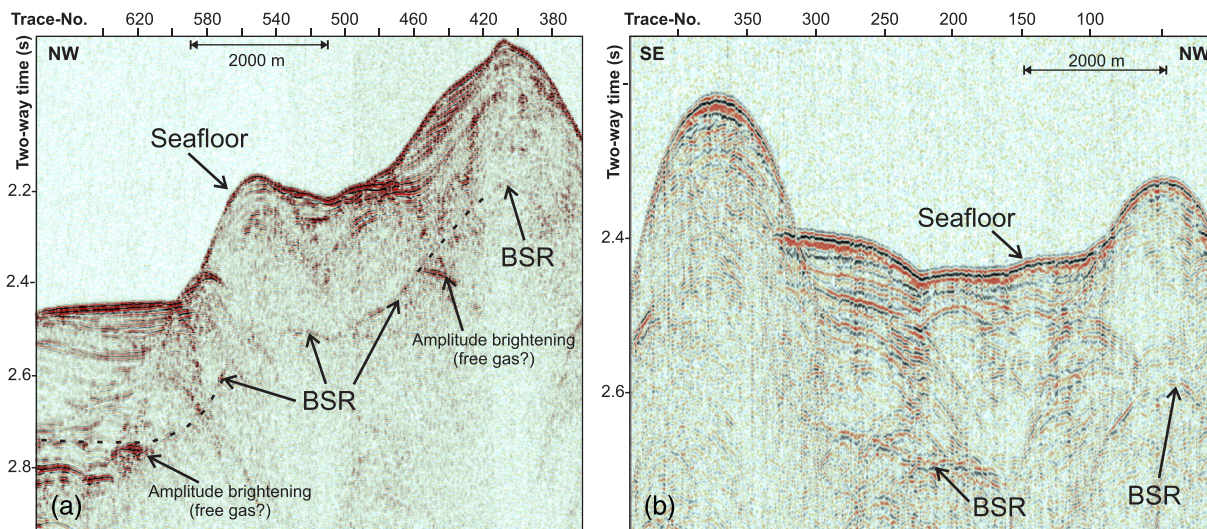 Trace-No. 620 580 540 500 460 420 380
Two-way time (s)
NW
2000 m
Seafloor
2.2
BSR
2.4
Amplitude brightening
(free gas?)
2.6
BSR
2.8
Amplitude brightening
(free gas?)
(a)
Trace-No. 350 300 250 200 150 100
Two-way time (s)
SE
NW
2000 m
Seafloor
2.4
2.6
BSR
BSR
(b)